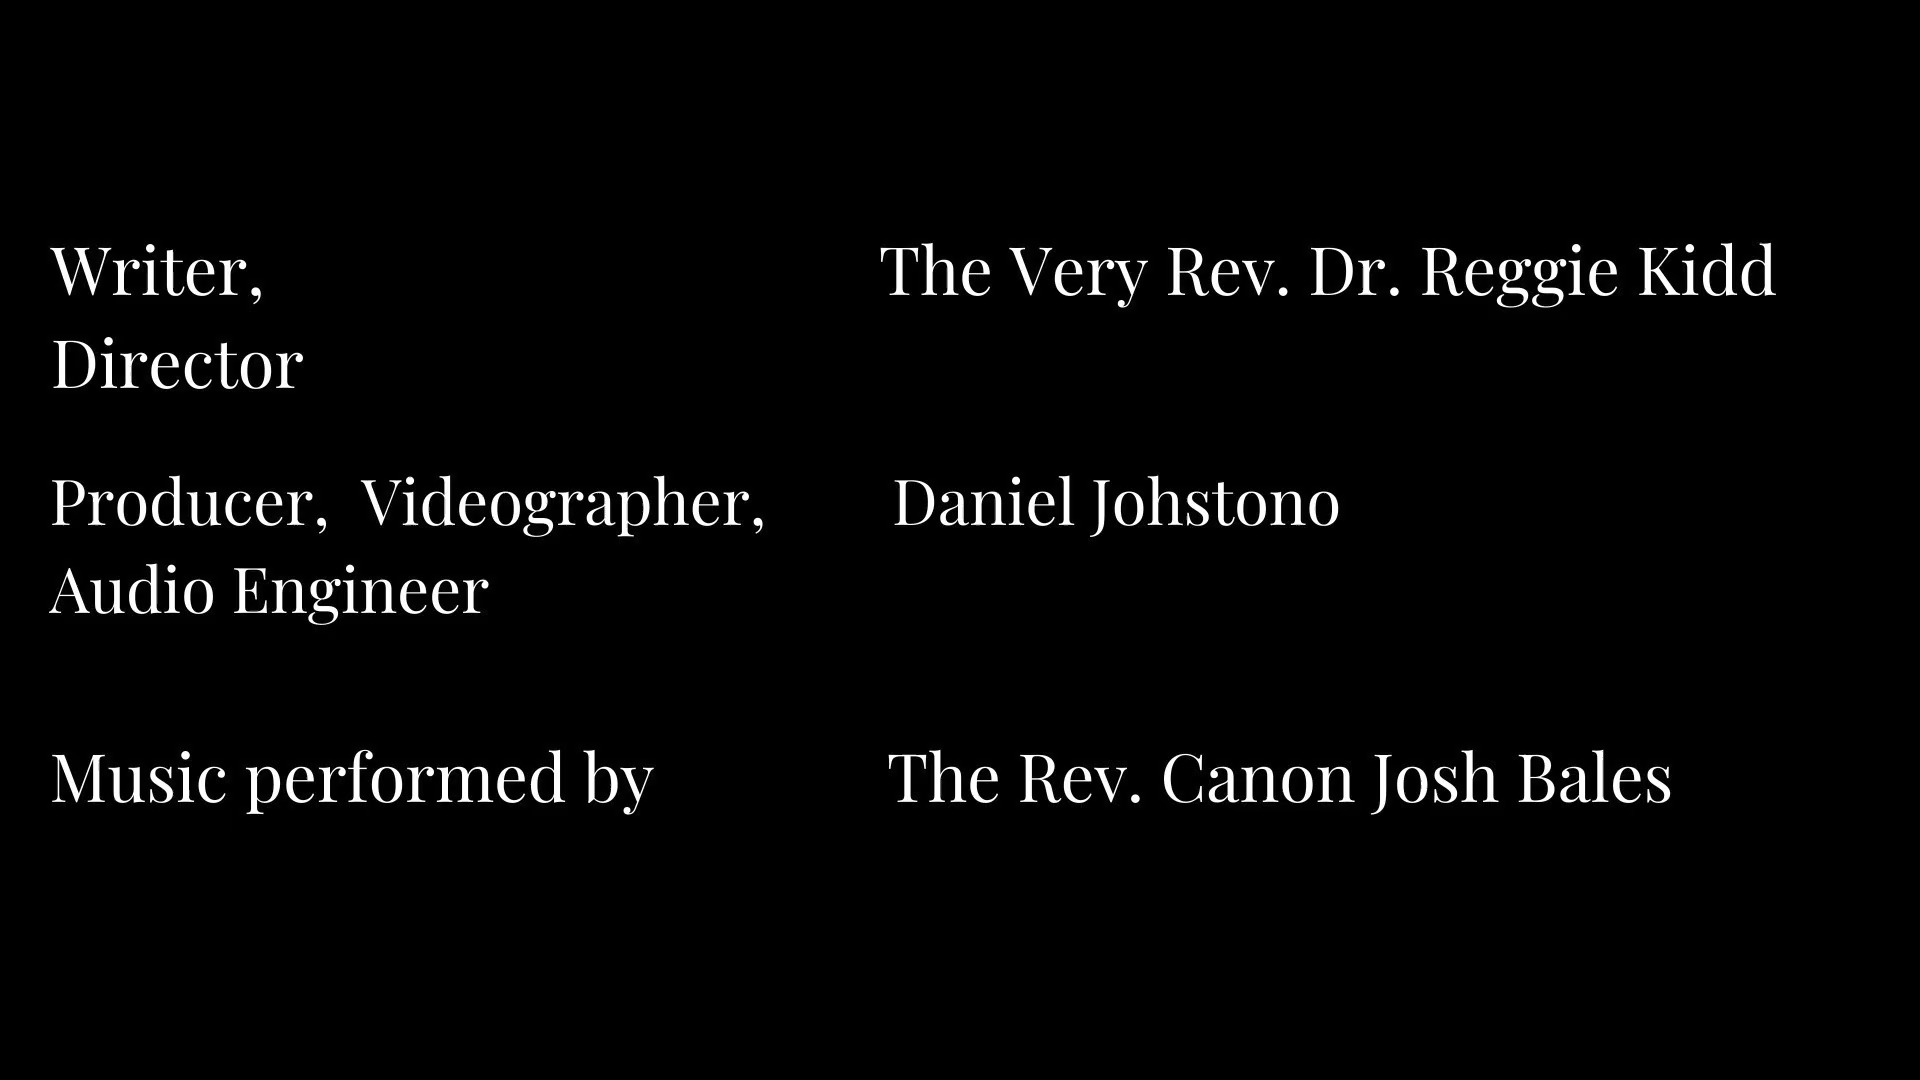 Writer, The Very Rev. Dr. Reggie Kidd
Director
Producer, Videographer, Daniel Johstono
Audio Engineer
Music performed by The Rev. Canon Josh Bales